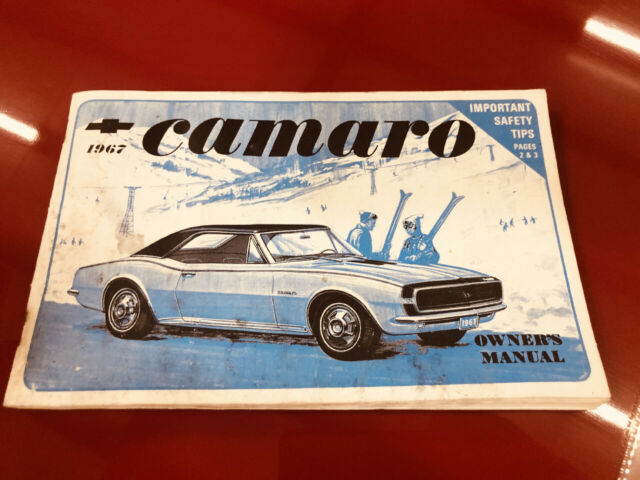 camaro
1967
IMPORTANT
SAFETY
TIPS
PAGES
2 & 3
1967
OWNER'S
MANUAL